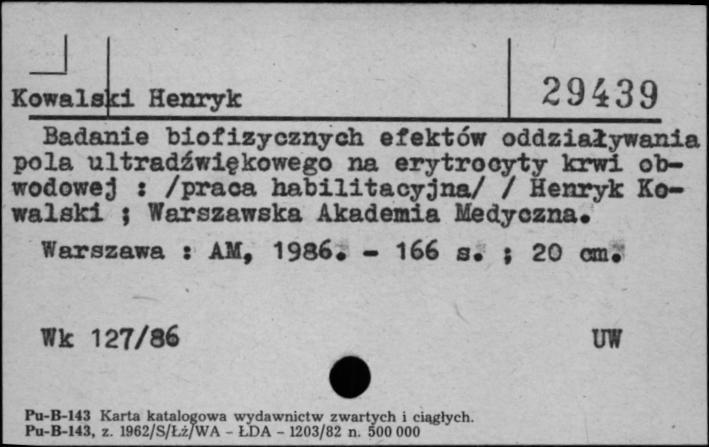 Kowalski Henryk 29439
Badanie biofizycznych efektów oddziaływania
pola ultradźwiękowego na erytrocyty krwi ob-
wodowej : /praca habilitacyjna/ / Henryk Ko-
walski ; Warszawska Akademia Medyczna.
Warszawa : AM, 1986. - 166 s. ; 20 cm.
Wk 127/86 UW
Pu-B-143 Karta katalogowa wydawnictw zwartych i ciągłych.
Pu-B-143, z. 1962/S/Łż/WA - ŁDA - 1203/82 n. 500 000